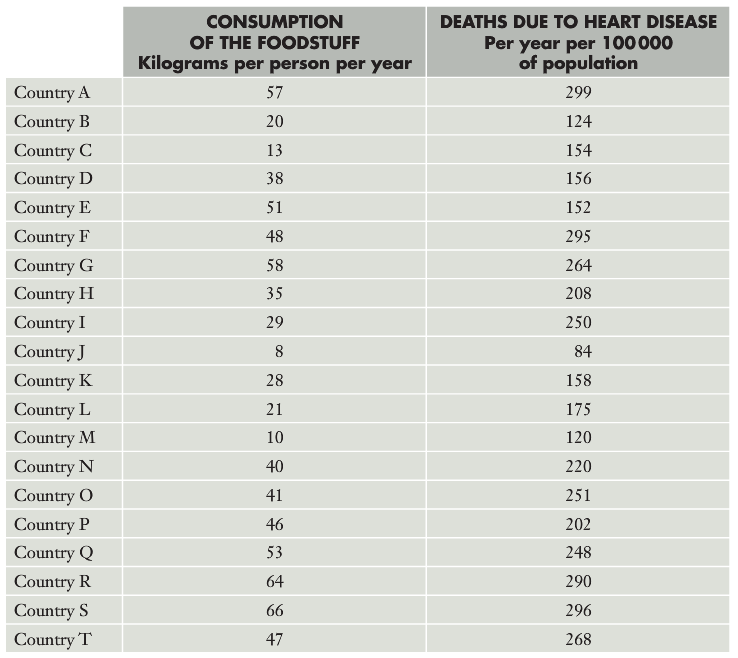 CONSUMPTION
OF THE FOODSTUFF
Kilograms per person per year
DEATHS DUE TO HEART DISEASE
Per year per 100 000
of population
Country A 57 299
Country B 20 124
Country C 13 154
Country D 38 156
Country E 51 152
Country F 48 295
Country G 58 264
Country H 35 208
Country I 29 250
Country J 8 84
Country K 28 158
Country L 21 175
Country M 10 120
Country N 40 220
Country O 41 251
Country P 46 202
Country Q 53 248
Country R 64 290
Country S 66 296
Country T 47 268